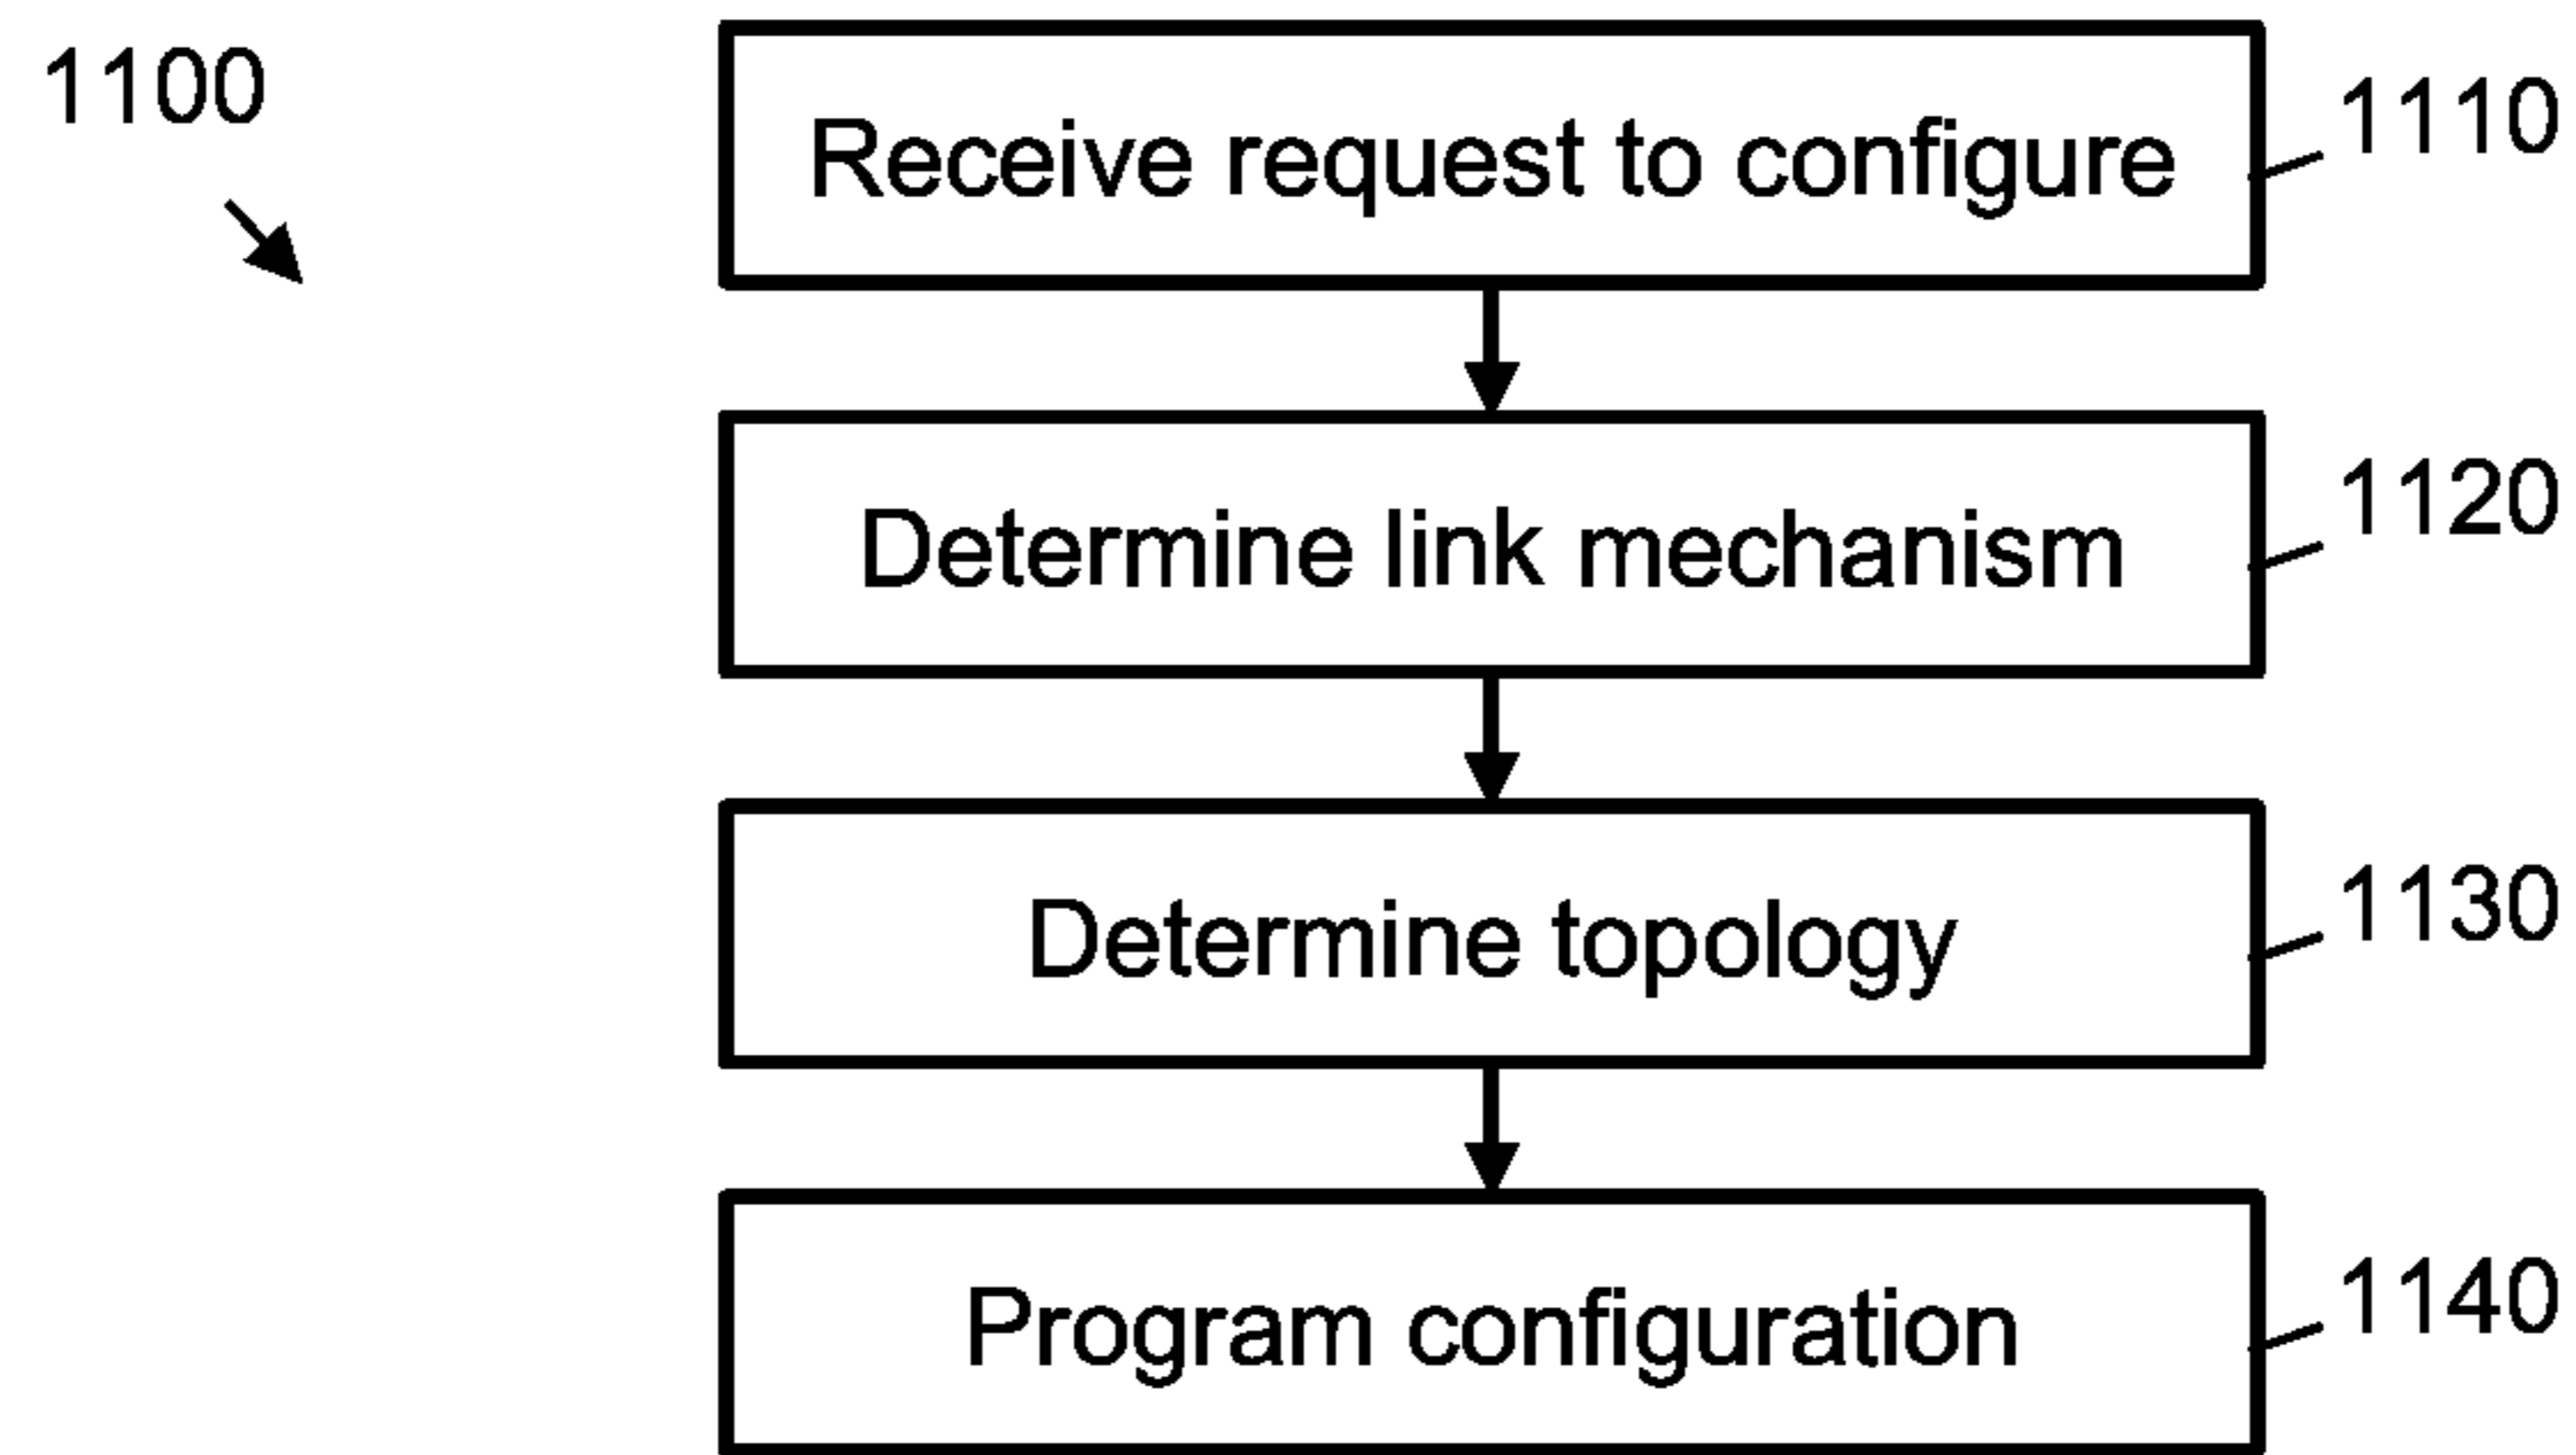 1100
Receive request to configure
1110
Determine link mechanism
1120
Determine topology
1130
Program configuration
1140